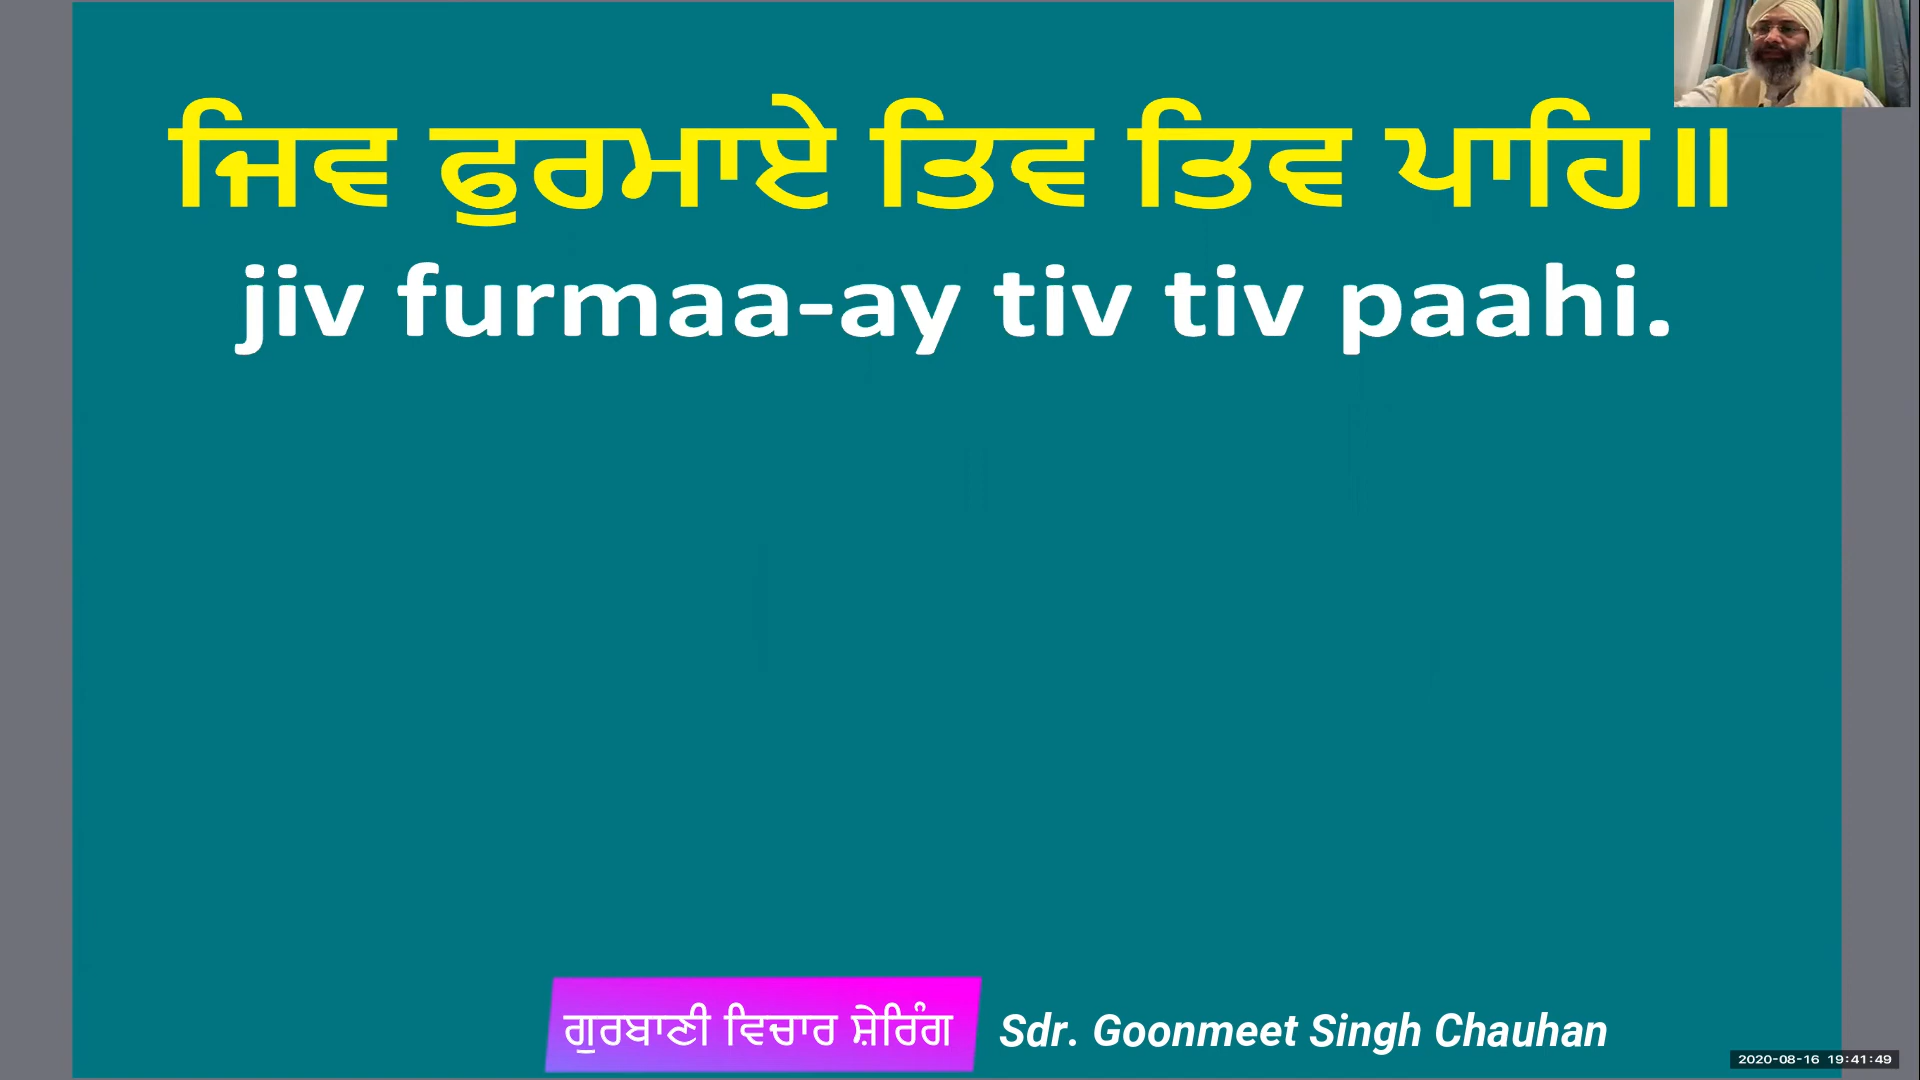 ਜਿਵ ਫੁਰਮਾਏ ਤਿਵ ਤਿਵ ਪਾਹਿ॥
jiv furmaa-ay tiv tiv paahi.
ਗੁਰਬਾਣੀ ਵਿਚਾਰ ਸ਼ੇਰਿੰਗ
Sdr. Goonmeet Singh Chauhan
2020-08-16 19:41:49